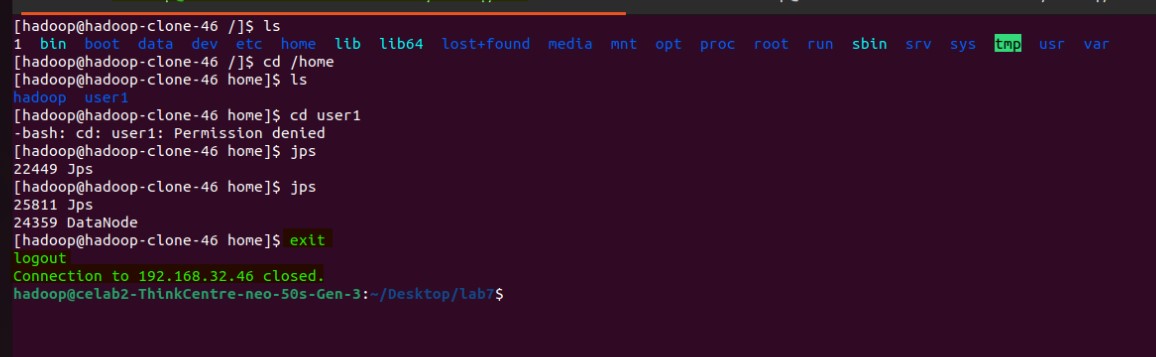 [hadoop@hadoop-clone-46 /]$ ls
1 bin boot data dev etc home lib lib64 lost+found media mnt opt proc root run sbin srv sys tmp usr var
[hadoop@hadoop-clone-46 /]$ cd /home
[hadoop@hadoop-clone-46 home]$ ls
hadoop user1
[hadoop@hadoop-clone-46 home]$ cd user1
-bash: cd: user1: Permission denied
[hadoop@hadoop-clone-46 home]$ jps
22449 Jps
[hadoop@hadoop-clone-46 home]$ jps
25811 Jps
24359 DataNode
[hadoop@hadoop-clone-46 home]$ exit
logout
Connection to 192.168.32.46 closed.
hadoop@celab2-ThinkCentre-neo-50s-Gen-3:~/Desktop/lab7$